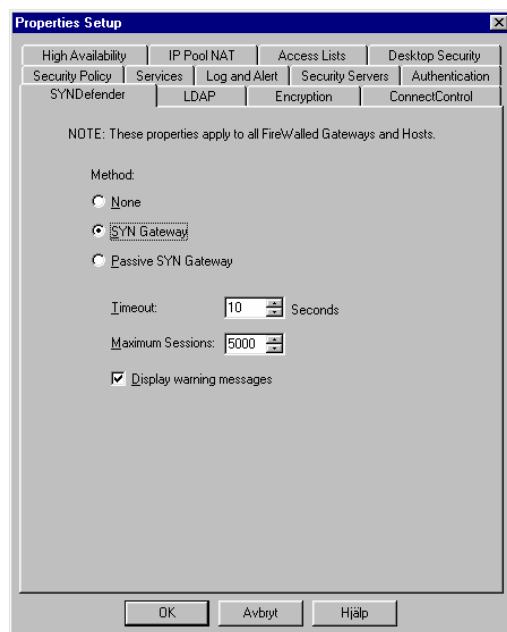 Properties Setup
High Availability IP Pool NAT Access Lists Desktop Security
Security Policy Services Log and Alert Security Servers Authentication
SYNDefender LDAP Encryption ConnectControl
NOTE: These properties apply to all FireWalled Gateways and Hosts.
Method:
None
SYN Gateway
Passive SYN Gateway
Timeout: 10 Seconds
Maximum Sessions: 5000
Display warning messages
OK Avbryt Hjälp